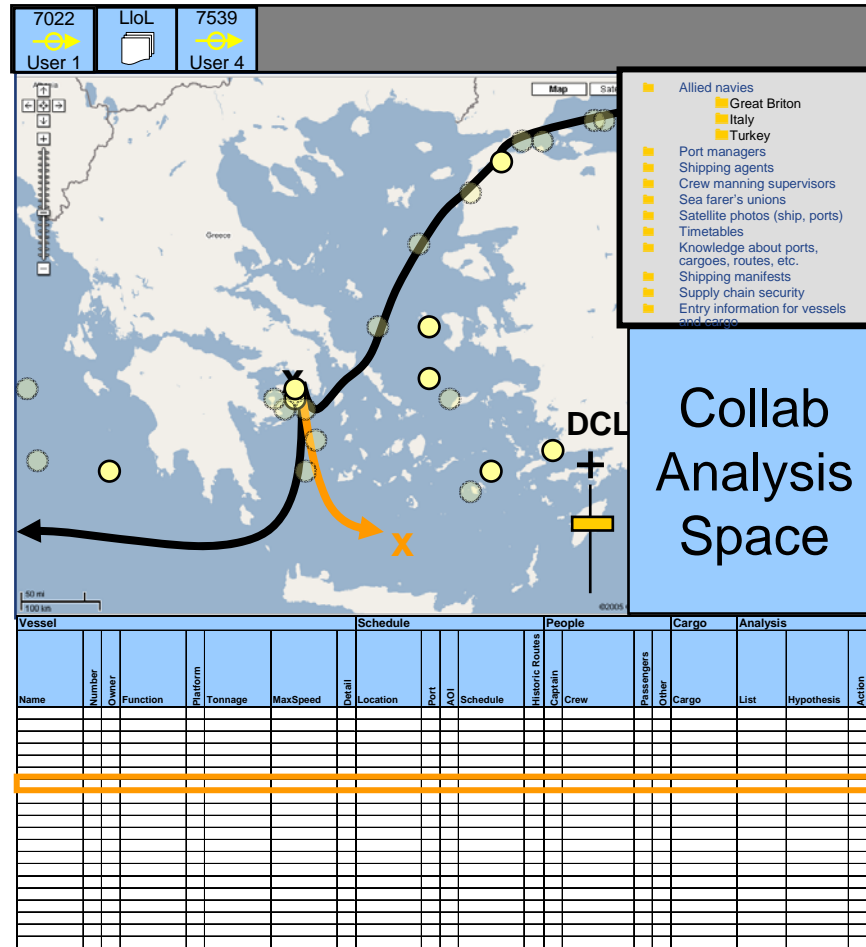 7022
User 1
LloL
7539
User 4
Map
Greece
Allied navies
Great Briton
Italy
Turkey
Port managers
Shipping agents
Crew manning supervisors
Sea farer's unions
Satellite photos (ship, ports)
Timetables
Knowledge about ports,
cargoes, routes, etc.
Shipping manifests
Supply chain security
Entry information for vessels
and cargo
X
DCL
+
x
50 mi
100 km
©2005
Collab
Analysis
Space
Vessel Schedule People Cargo Analysis
Name Number Owner Function Platform Tonnage MaxSpeed Detail Location Port AOI Schedule Historic Routes Captain Crew Passengers Other Cargo List Hypothesis Action